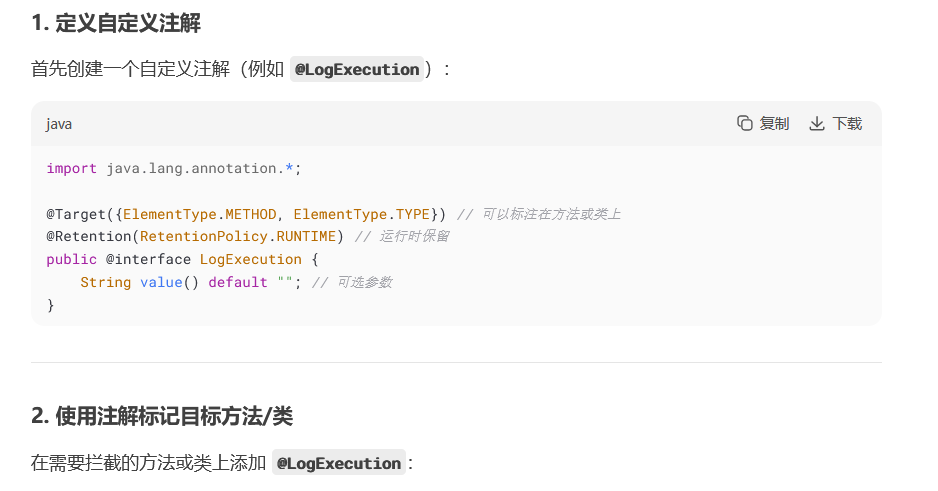 1. 定义自定义注解
首先创建一个自定义注解（例如 @LogExecution）：
java 复制 下载
import java.lang.annotation.*;
@Target({ElementType.METHOD, ElementType.TYPE}) // 可以标注在方法或类上
@Retention(RetentionPolicy.RUNTIME) // 运行时保留
public @interface LogExecution {
    String value() default ""; // 可选参数
}
2. 使用注解标记目标方法/类
在需要拦截的方法或类上添加 @LogExecution：